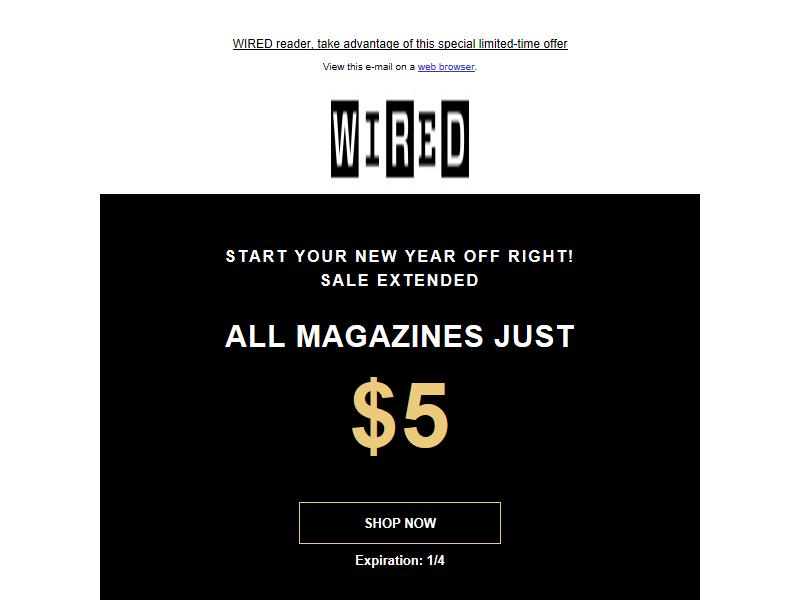 WIRED reader, take advantage of this special limited-time offer
View this e-mail on a web browser.
WIRED
START YOUR NEW YEAR OFF RIGHT!
SALE EXTENDED
ALL MAGAZINES JUST
$5
SHOP NOW
Expiration: 1/4